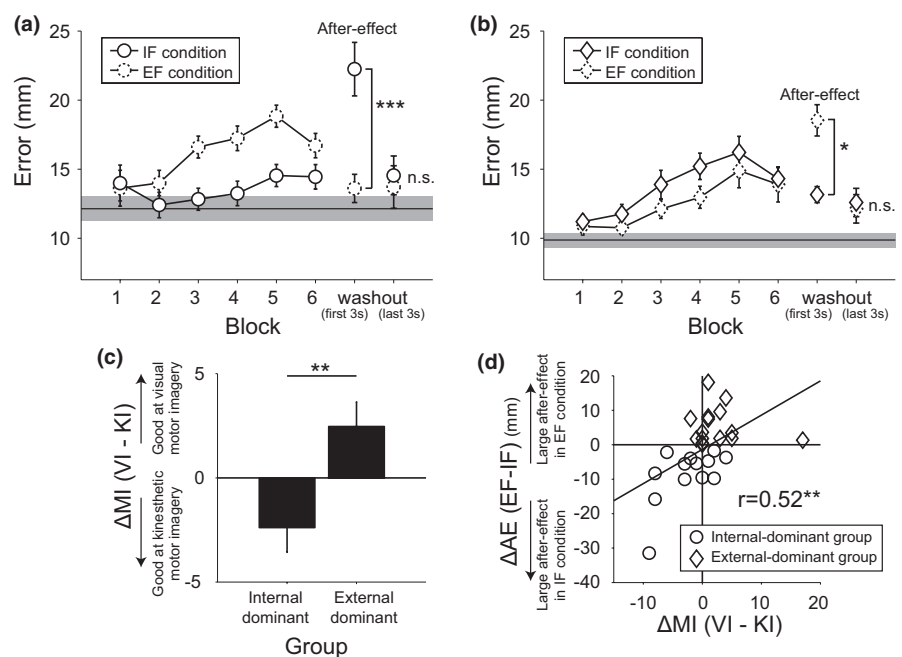 (a)
25
20
15
10
Error (mm)
IF condition
EF condition
After-effect
***
n.s.
1 2 3 4 5 6 washout
(first 3s) (last 3s)
Block
(b)
25
20
15
10
Error (mm)
IF condition
EF condition
After-effect
*
n.s.
1 2 3 4 5 6 washout
(first 3s) (last 3s)
Block
(c)
ΔMI (VI - KI)
Good at visual
motor imagery
Good at kinesthetic
motor imagery
5
0
-5
**
Internal
dominant
External
dominant
Group
(d)
ΔAE (EF-IF) (mm)
Large after-effect
in EF condition
Large after-effect
in IF condition
20
10
0
-10
-20
-30
-40
r=0.52**
Internal-dominant group
External-dominant group
-10 0 10 20
ΔMI (VI - KI)